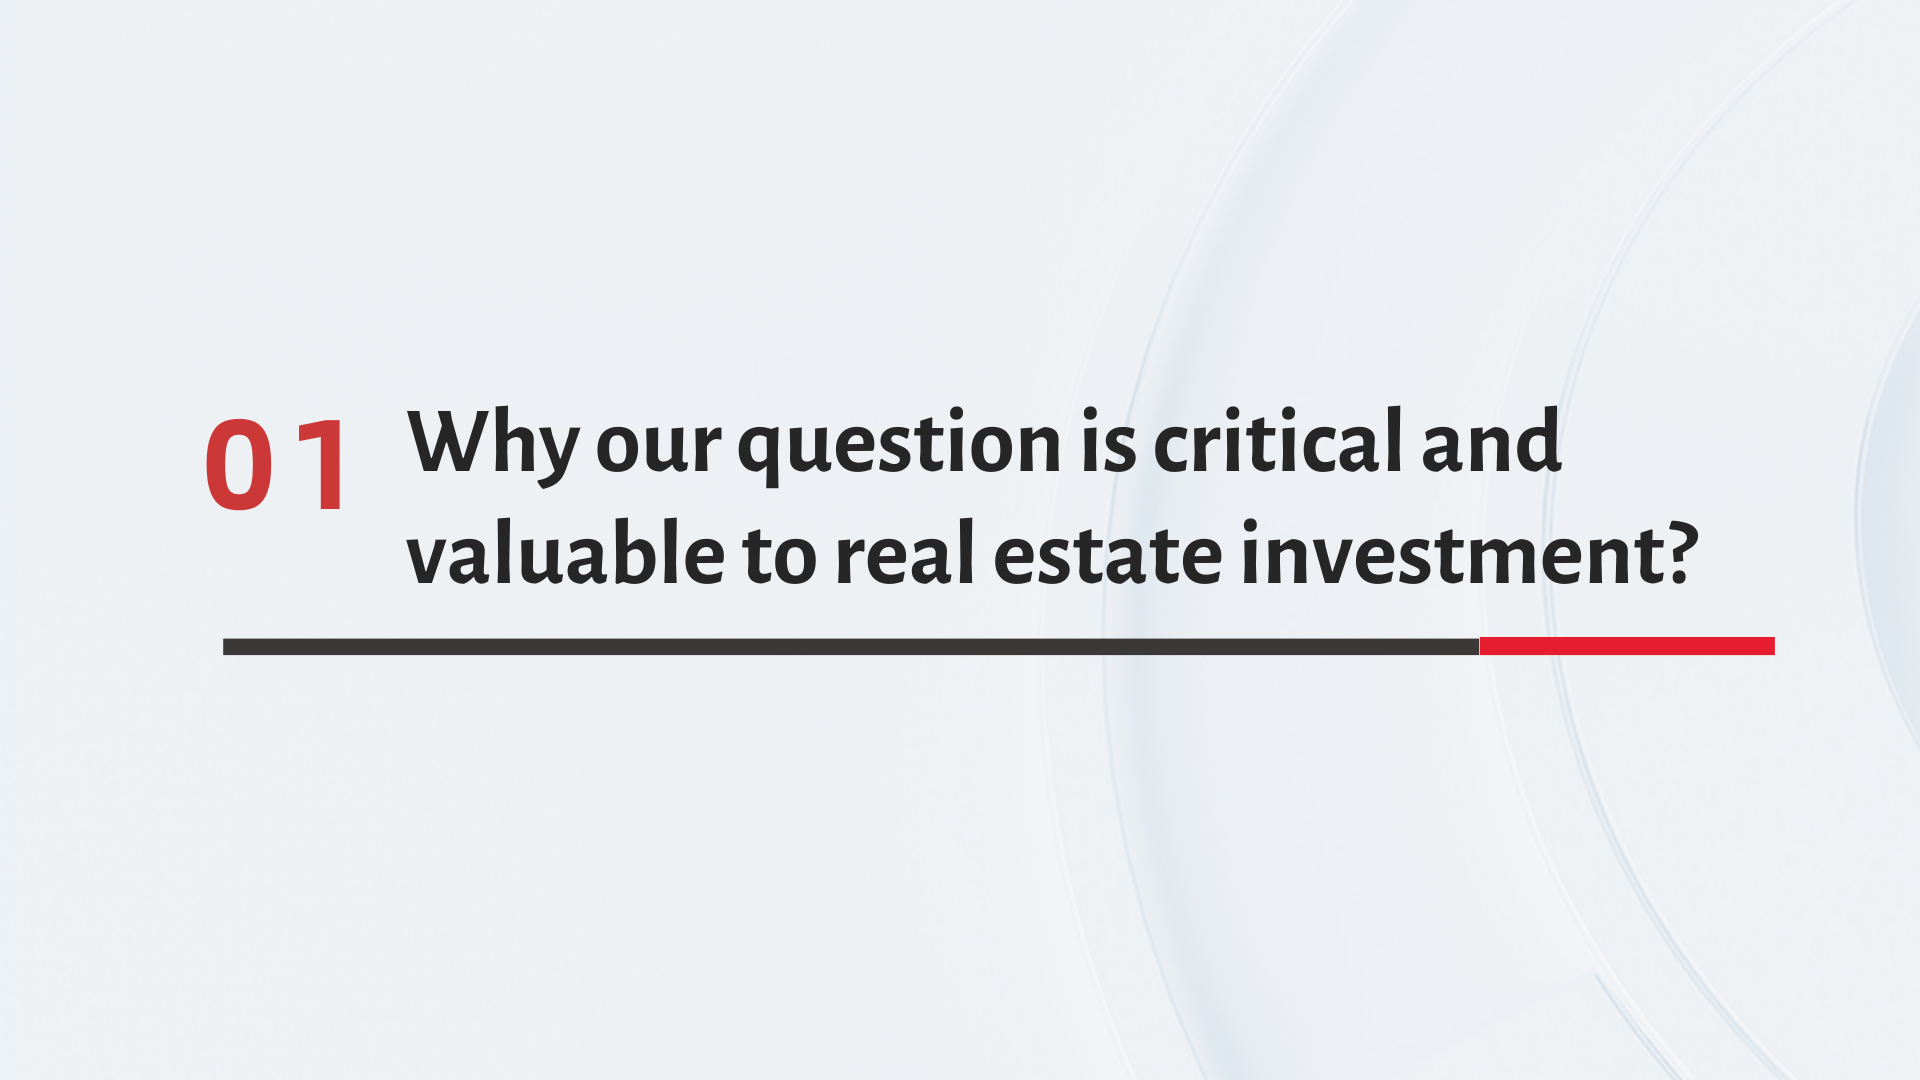 01
Why our question is critical and
valuable to real estate investment?